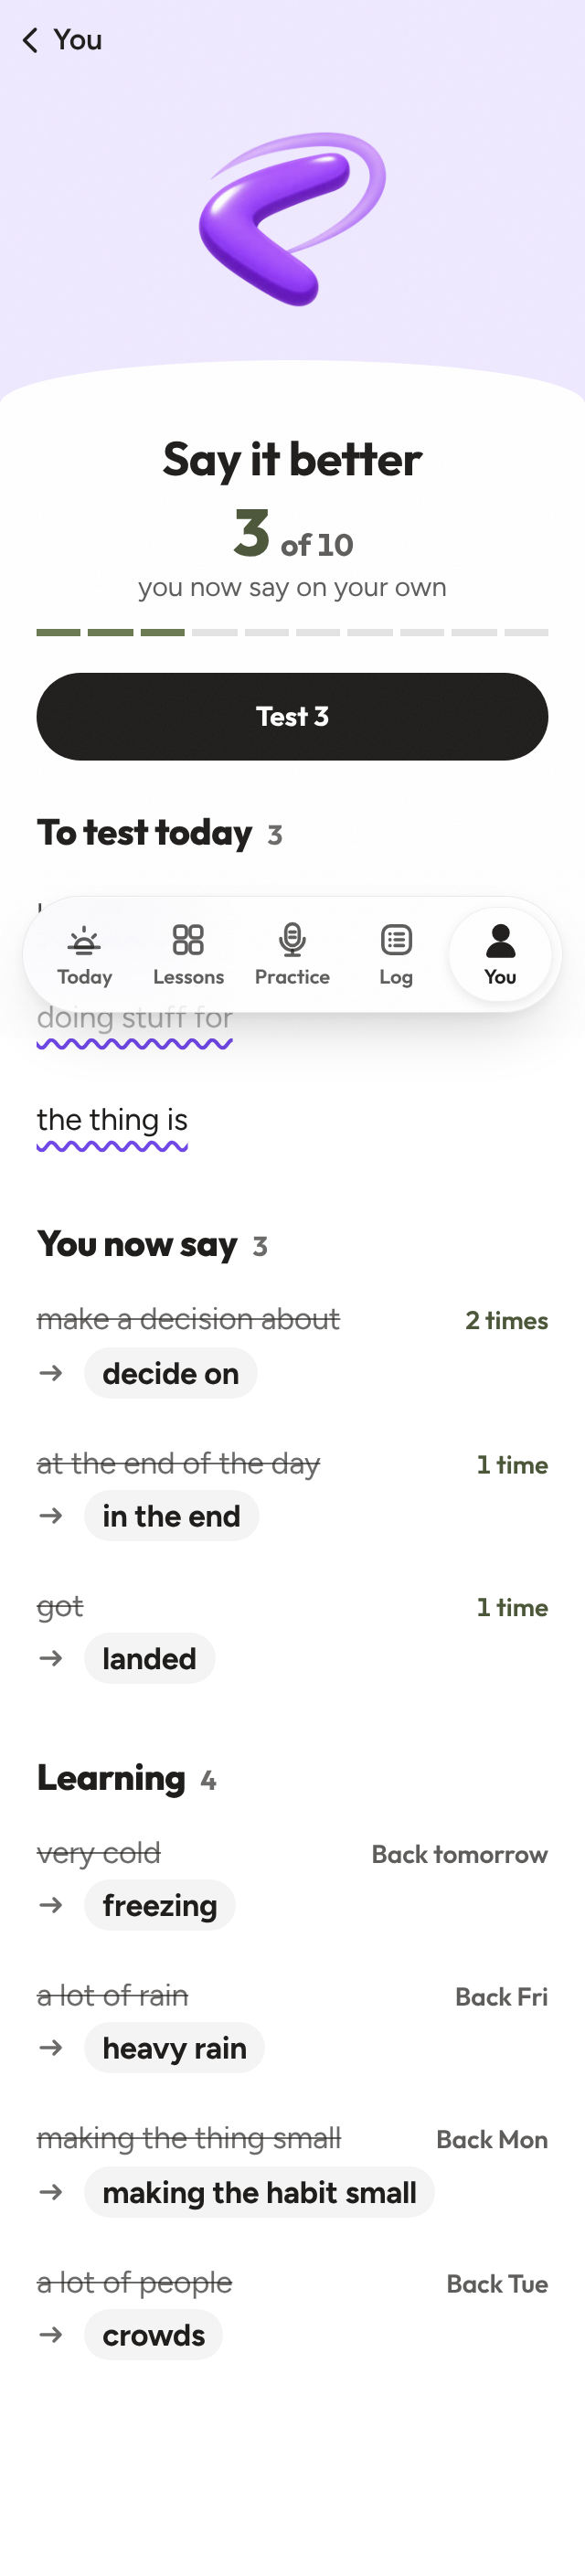 You
Say it better
3 of 10
you now say on your own
Test 3
To test today 3
Today Lessons Practice Log You
doing stuff for
the thing is
You now say 3
make a decision about 2 times
→ decide on
at the end of the day 1 time
→ in the end
got 1 time
→ landed
Learning 4
very cold Back tomorrow
→ freezing
a lot of rain Back Fri
→ heavy rain
making the thing small Back Mon
→ making the habit small
a lot of people Back Tue
→ crowds